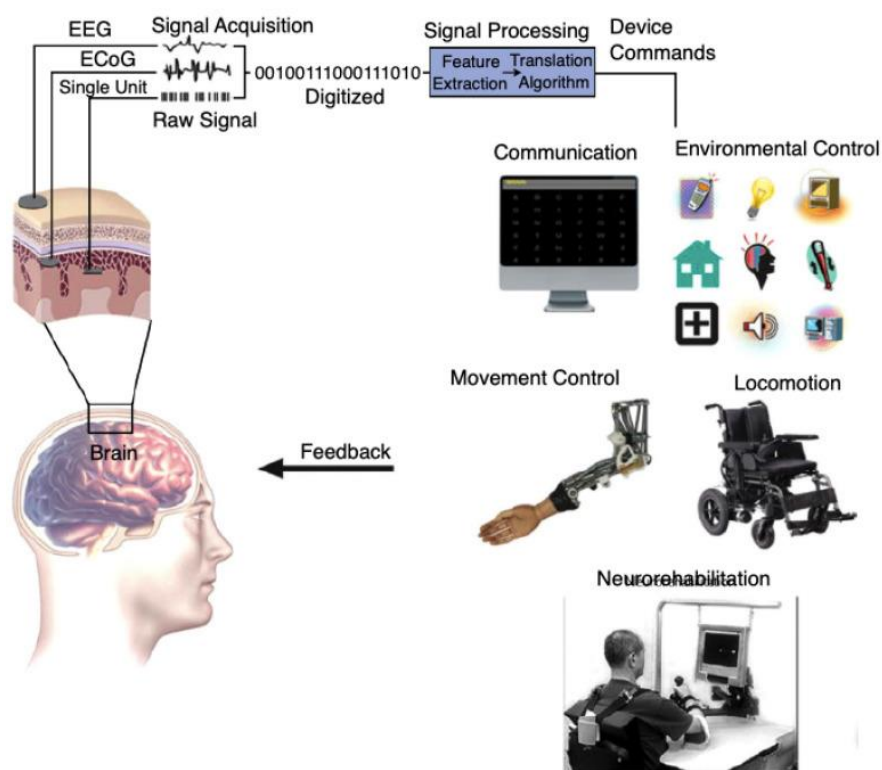 EEG
Signal Acquisition
ECoG
Single Unit
Raw Signal
00100111000111010
Digitized
Signal Processing
Feature
Extraction
Translation
Algorithm
Device
Commands
Communication
Environmental Control
Movement Control
Locomotion
Brain
Feedback
Neurorehabilitation